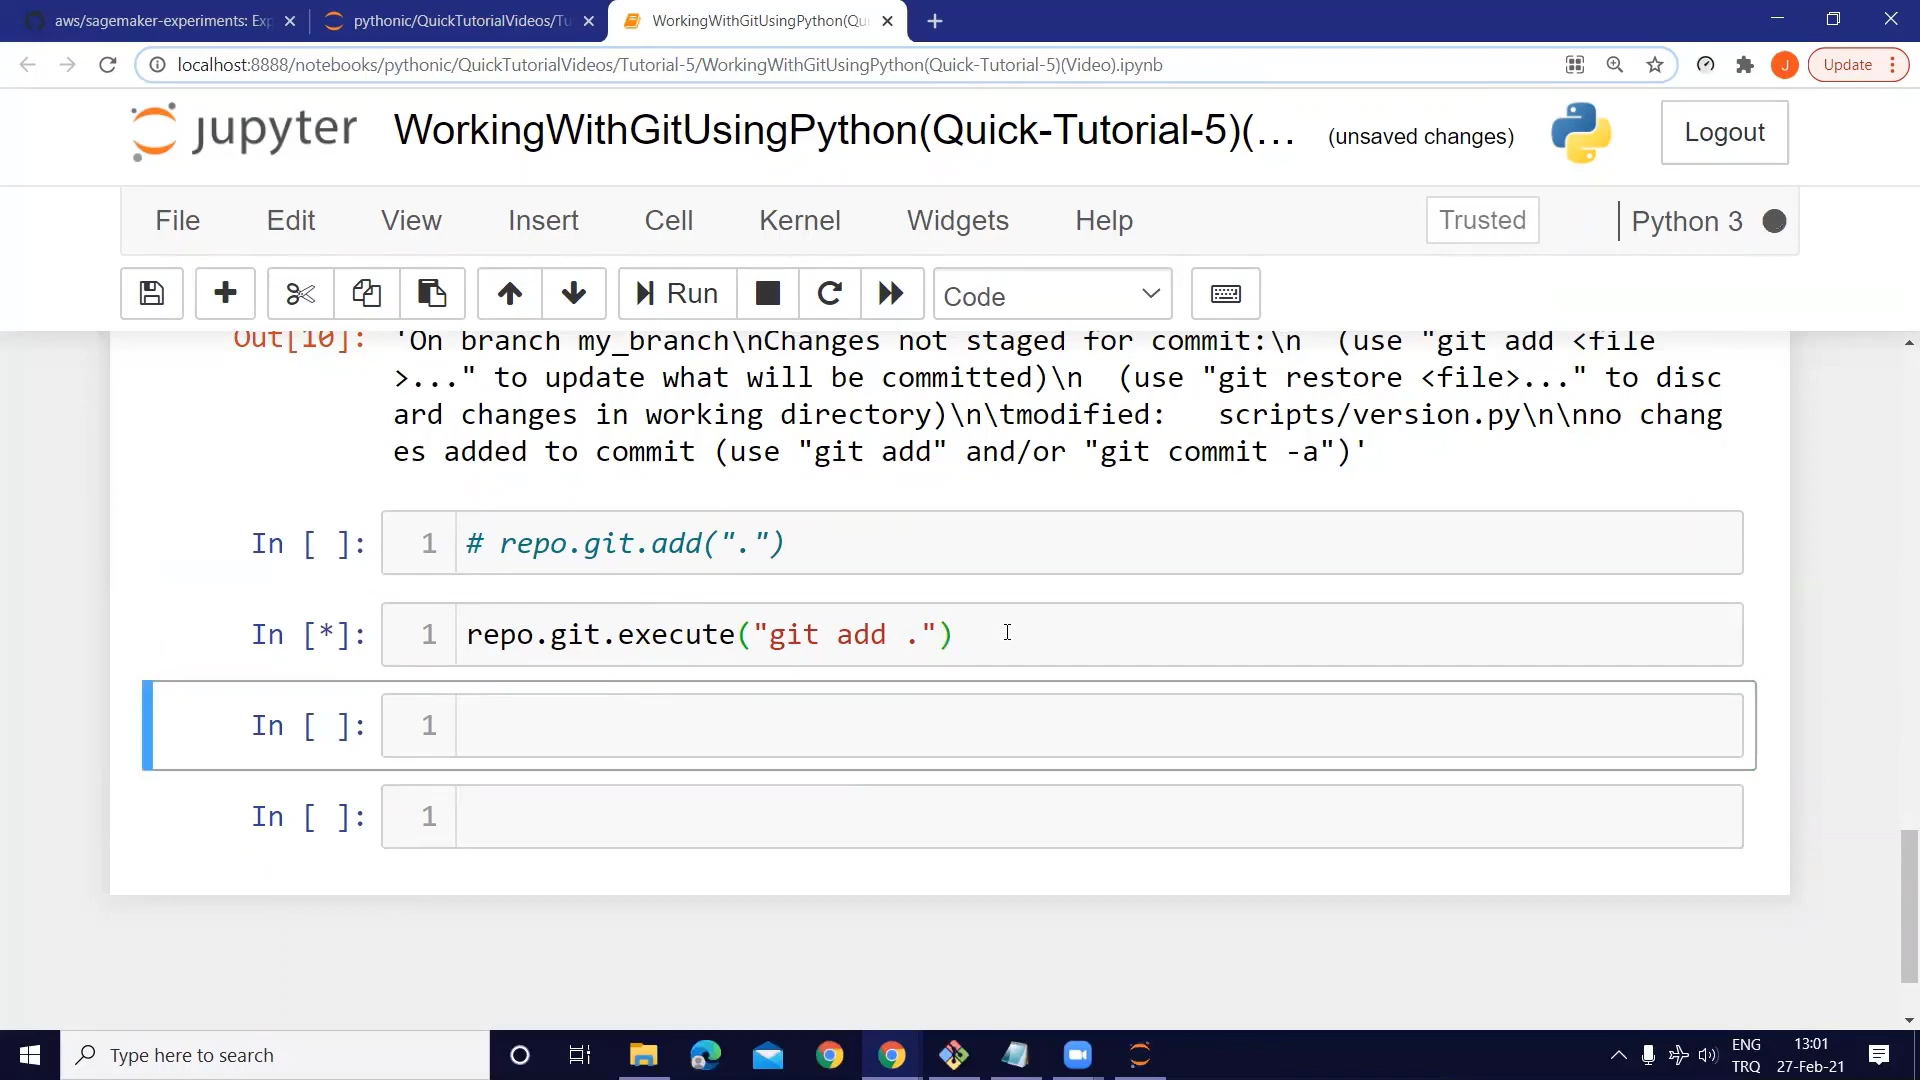 aws/sagemaker-experiments: Exp
pythonic/QuickTutorialVideos/Tu
WorkingWithGitUsingPython(Qu
localhost:8888/notebooks/pythonic/QuickTutorialVideos/Tutorial-5/WorkingWithGitUsingPython(Quick-Tutorial-5)(Video).ipynb
J
Update
jupyter
WorkingWithGitUsingPython(Quick-Tutorial-5)(...
(unsaved changes)
Logout
File Edit View Insert Cell Kernel Widgets Help
Trusted
Python 3
Run
Code
Out[10]: 'On branch my_branch\nChanges not staged for commit:\n  (use "git add <file
>..." to update what will be committed)\n  (use "git restore <file>..." to disc
ard changes in working directory)\n\tmodified:   scripts/version.py\n\nno chang
es added to commit (use "git add" and/or "git commit -a")'
In [ ]: 1 # repo.git.add(".")
In [*]: 1 repo.git.execute("git add .")
In [ ]: 1
In [ ]: 1
Type here to search
ENG
TRQ
13:01
27-Feb-21